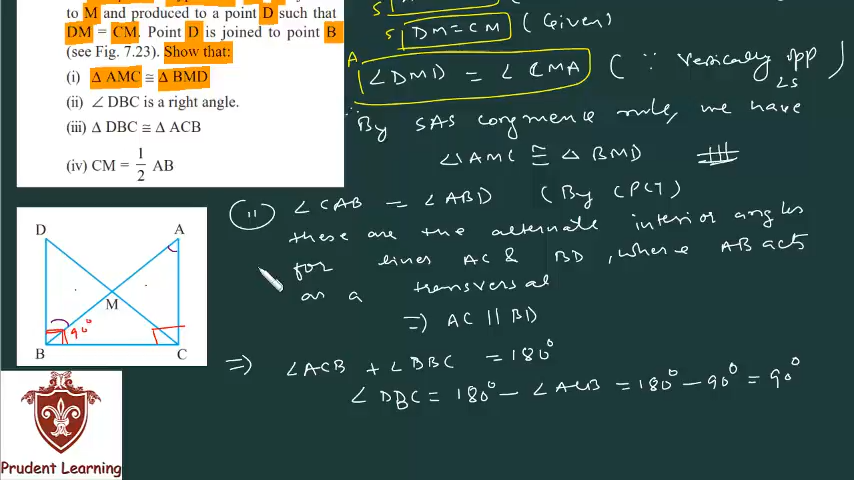 to M and produced to a point D such that
DM = CM. Point D is joined to point B
(see Fig. 7.23). Show that:
(i) Δ AMC ≅ Δ BMD
(ii) ∠ DBC is a right angle.
(iii) Δ DBC ≅ Δ ACB
(iv) CM = 1/2 AB
D A
M
90°
B C
Prudent Learning
S
S DM = CM (Given)
A ∠DMD = ∠CMA (∵ Vertically opp ∠s)
∴ By SAS congruence rule, we have
∠AMC ≅ Δ BMD
(ii) ∠CAB = ∠ABD (By CPCT)
these are the alternate interior angles
for lines AC & BD, where AB acts
as a transversal
⇒ AC || BD
⇒ ∠ACB + ∠BBC = 180°
∠DBC = 180° - ∠ACB = 180° - 90° = 90°